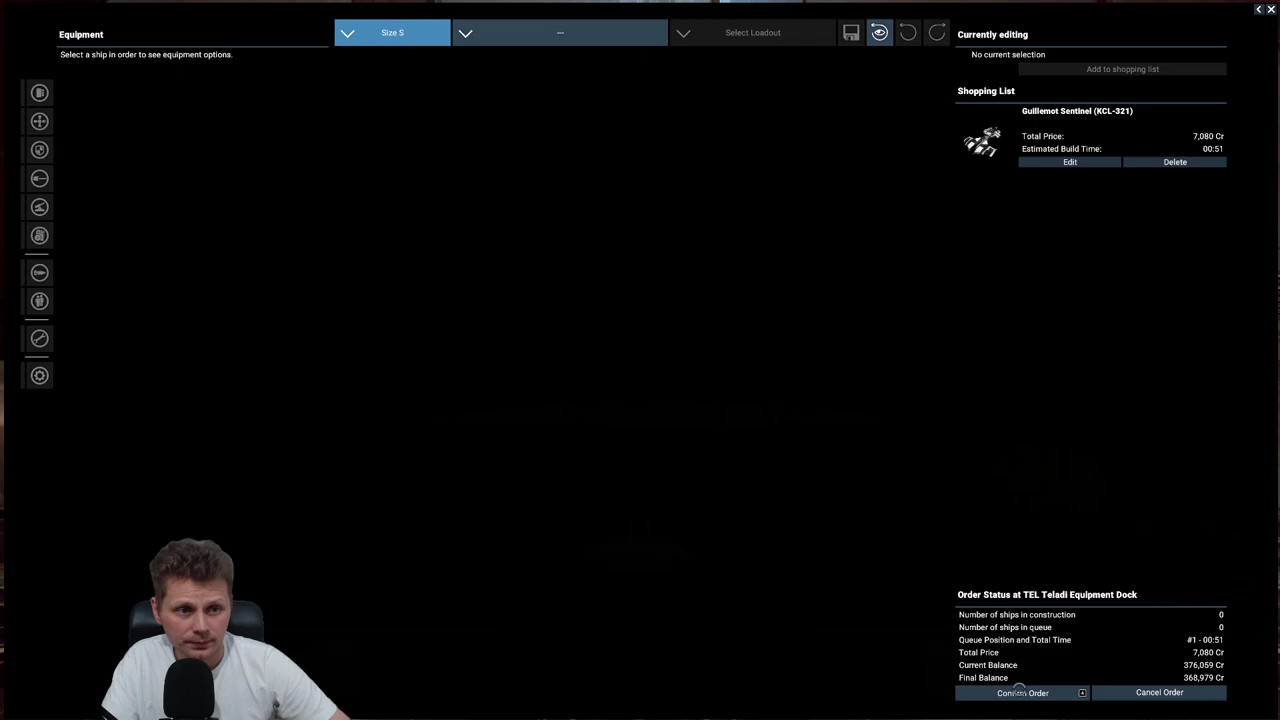 Equipment
Select a ship in order to see equipment options.
Size S
---
Select Loadout
Currently editing
No current selection
Add to shopping list
Shopping List
Guillemot Sentinel (KCL-321)
Total Price: 7,080 Cr
Estimated Build Time: 00:51
Edit Delete
Order Status at TEL Teladi Equipment Dock
Number of ships in construction 0
Number of ships in queue 0
Queue Position and Total Time #1 - 00:51
Total Price 7,080 Cr
Current Balance 376,059 Cr
Final Balance 368,979 Cr
Confirm Order Cancel Order